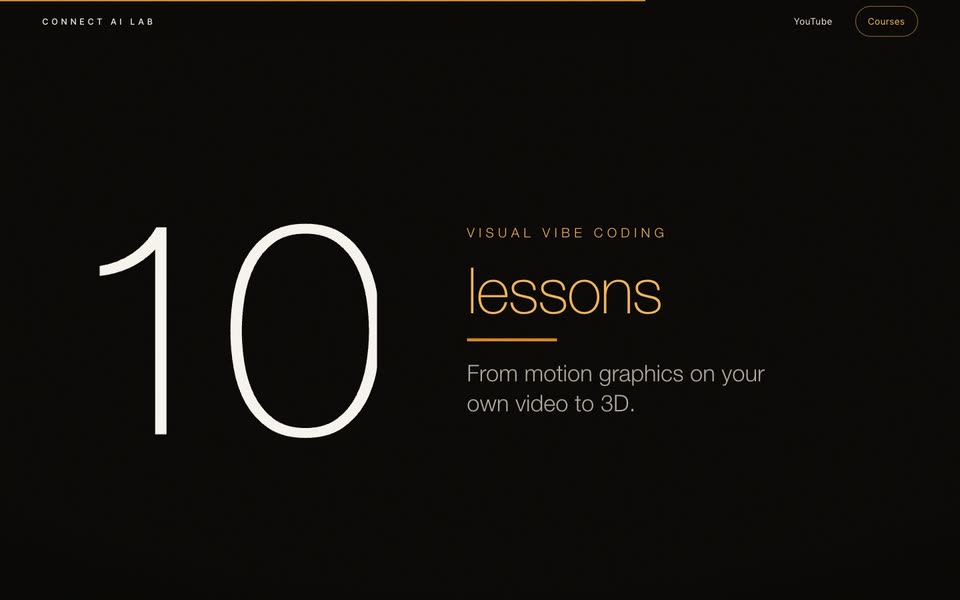 CONNECT AI LAB
YouTube
Courses
10
VISUAL VIBE CODING
lessons
From motion graphics on your
own video to 3D.